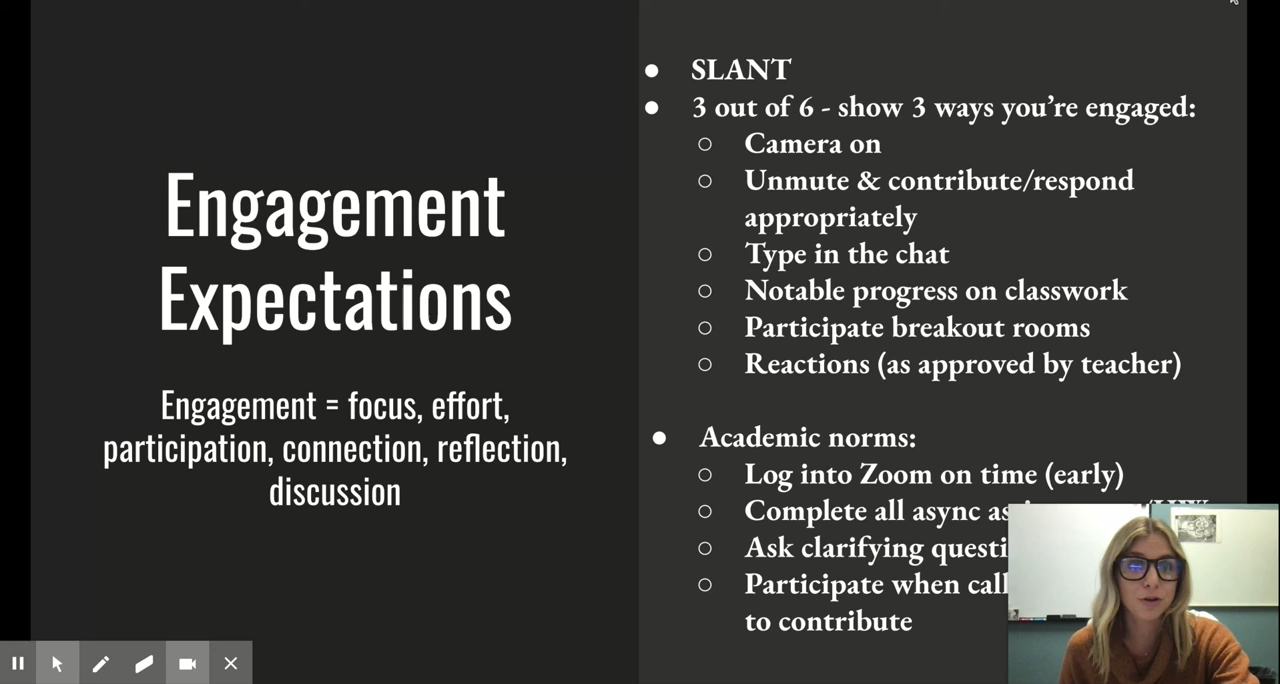 Engagement
Expectations
Engagement = focus, effort,
participation, connection, reflection,
discussion
● SLANT
● 3 out of 6 - show 3 ways you’re engaged:
○ Camera on
○ Unmute & contribute/respond
appropriately
○ Type in the chat
○ Notable progress on classwork
○ Participate breakout rooms
○ Reactions (as approved by teacher)
● Academic norms:
○ Log into Zoom on time (early)
○ Complete all async
○ Ask clarifying
○ Participate when
to contribute